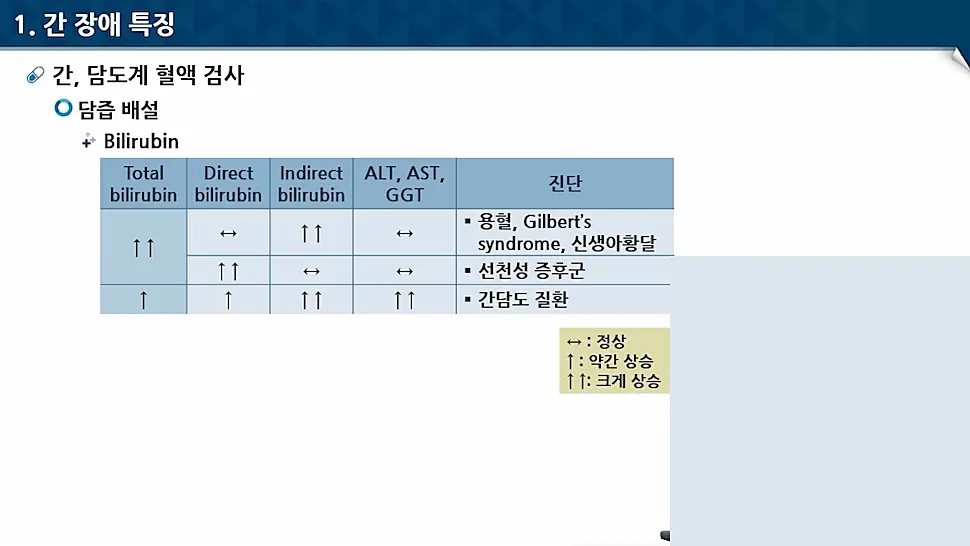 1. 간 장애 특징
간, 담도계 혈액 검사
담즙 배설
Bilirubin
Total bilirubin | Direct bilirubin | Indirect bilirubin | ALT, AST, GGT | 진단
↑↑ | ↔ | ↑↑ | ↔ | ▪ 용혈, Gilbert's syndrome, 신생아황달
↑↑ | ↔ | ↔ | ▪ 선천성 증후군
↑ | ↑ | ↑↑ | ↑↑ | ▪ 간담도 질환
↔ : 정상
↑ : 약간 상승
↑↑: 크게 상승